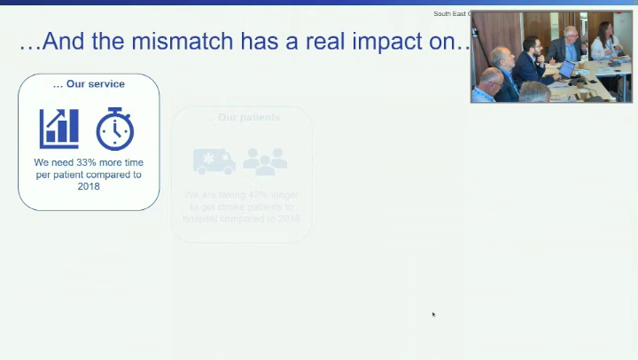 South East
…And the mismatch has a real impact on…
… Our service
We need 33% more time
per patient compared to
2018
Our patients
We are taking 47% longer
to get stroke patients to
hospital compared to 2018